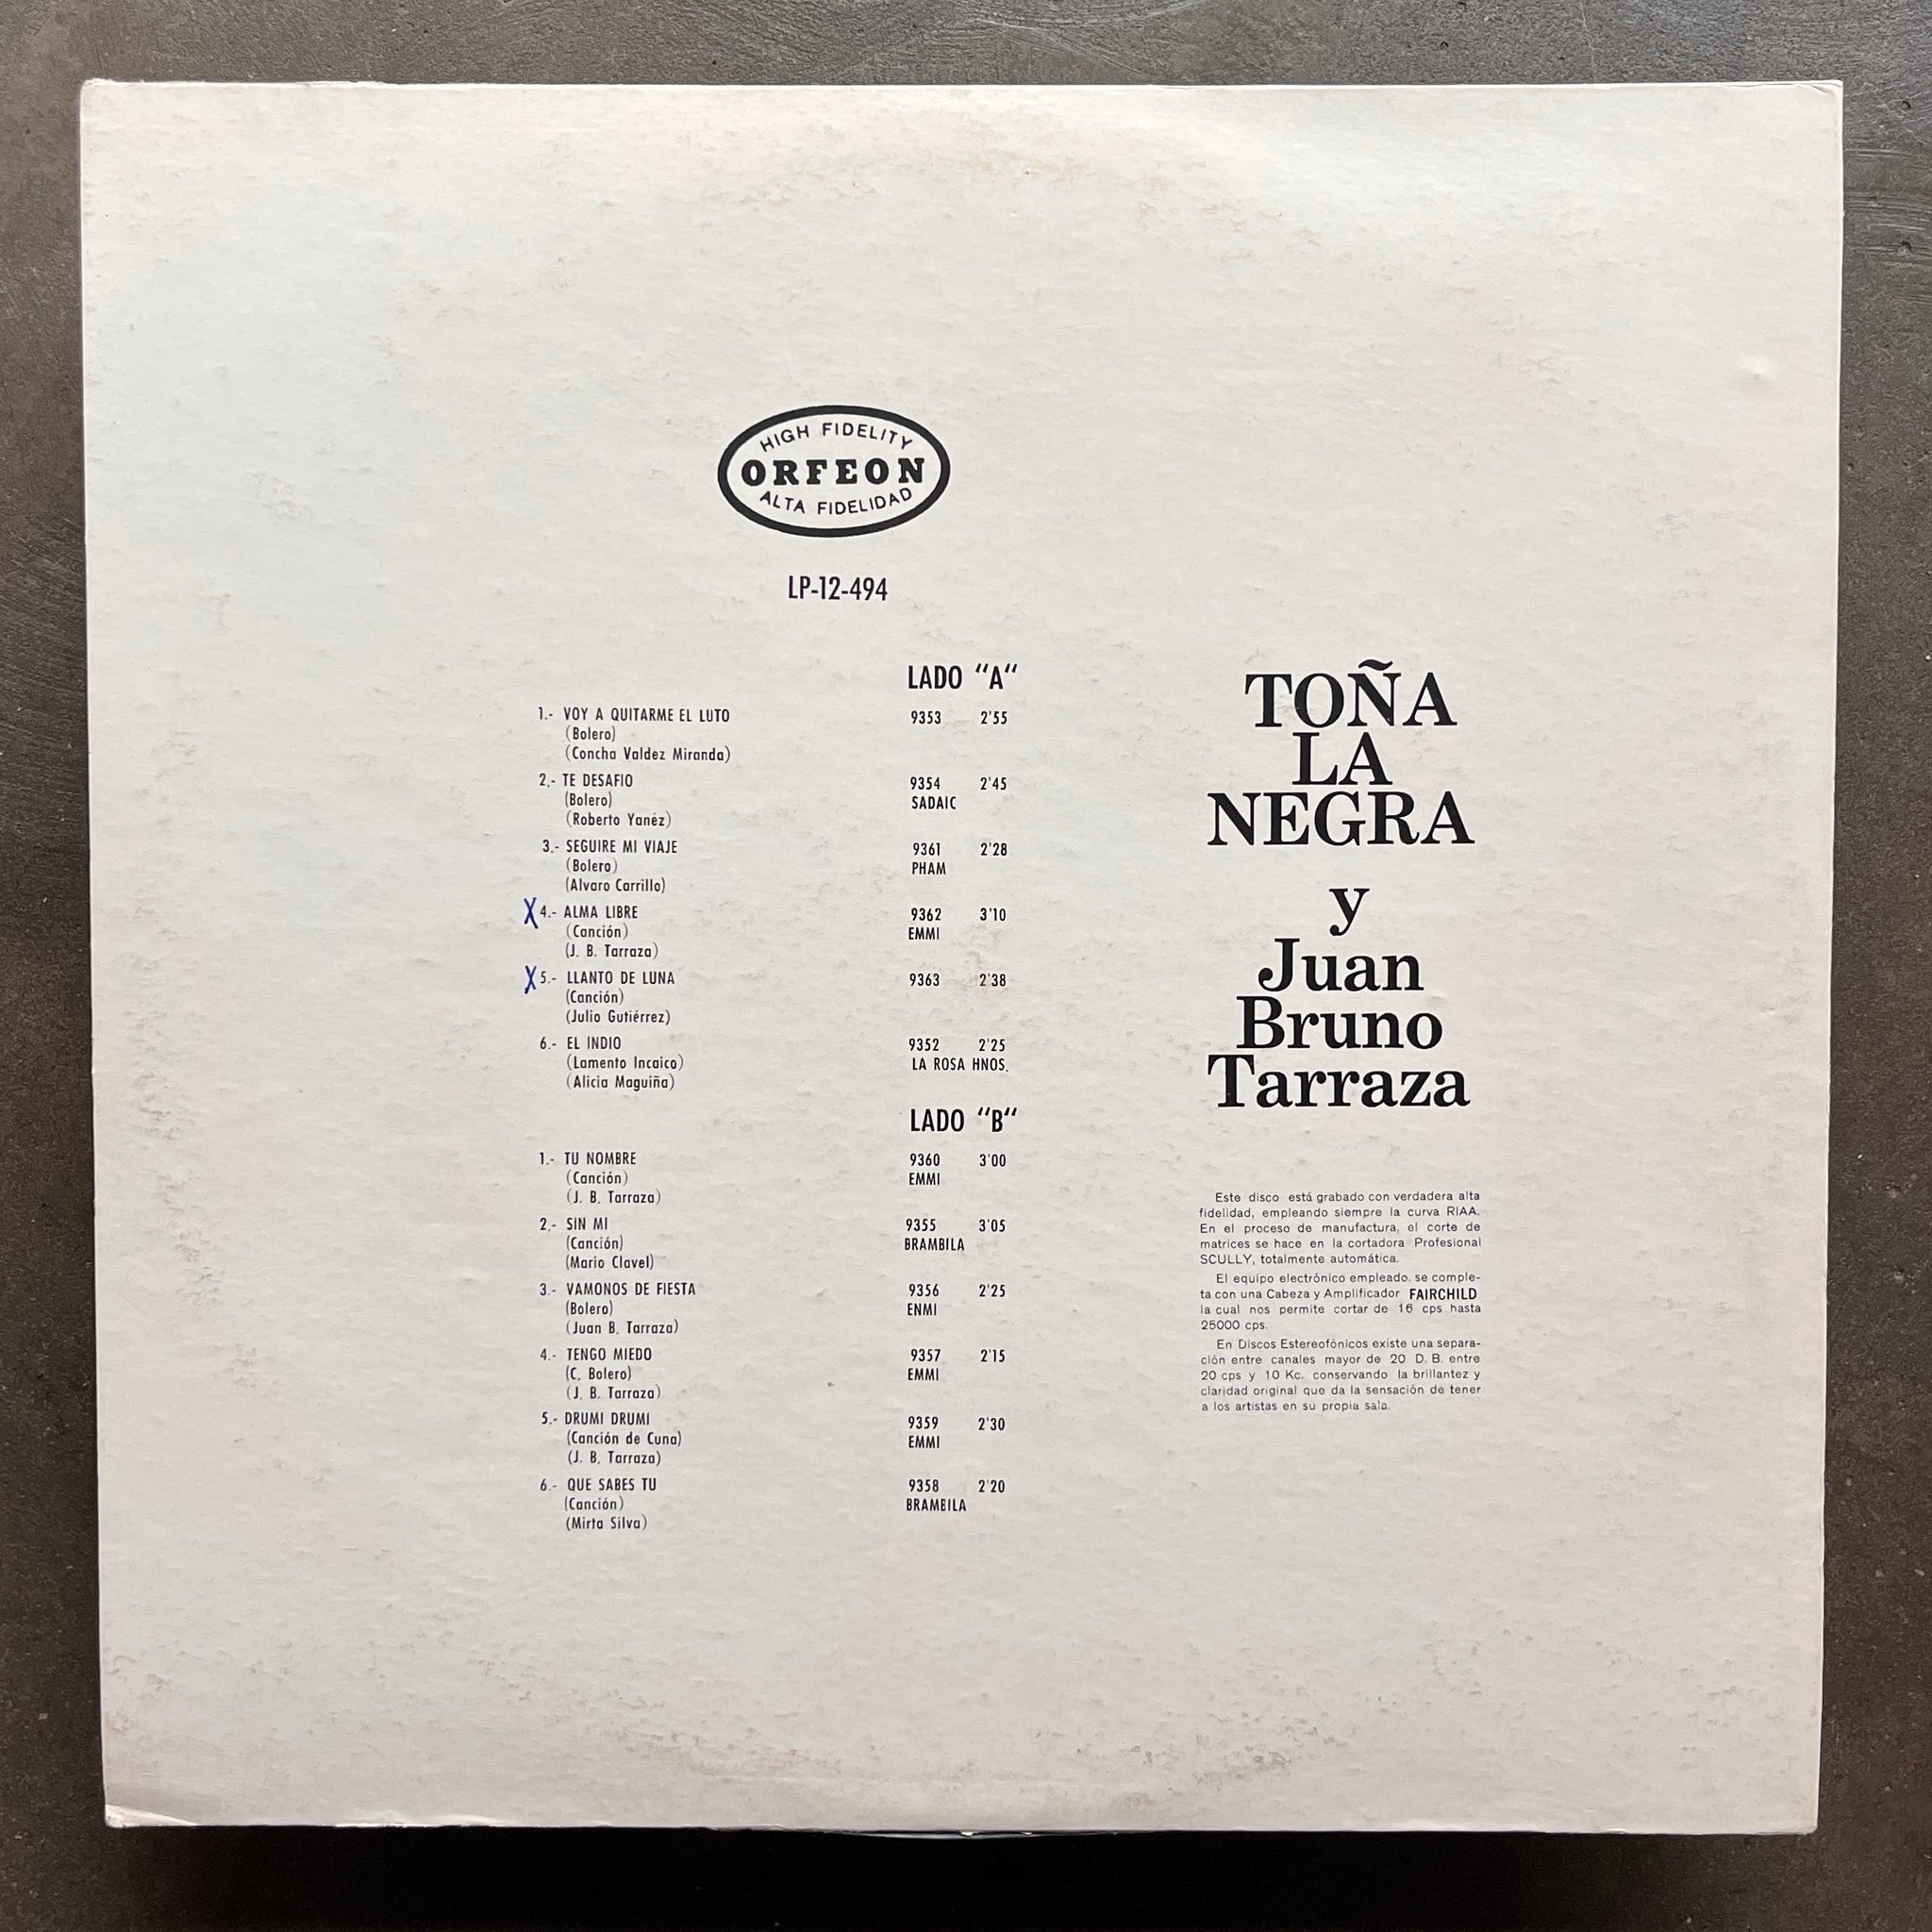 HIGH FIDELITY
ORFEON
ALTA FIDELIDAD
LP-12-494
LADO "A"
1.- VOY A QUITARME EL LUTO 9353 2'55
(Bolero)
(Concha Valdez Miranda)
2.- TE DESAFIO 9354 2'45
(Bolero) SADAIC
(Roberto Yanéz)
3.- SEGUIRE MI VIAJE 9361 2'28
(Bolero) PHAM
(Alvaro Carrillo)
X 4.- ALMA LIBRE 9362 3'10
(Canción) EMMI
(J. B. Tarraza)
X 5.- LLANTO DE LUNA 9363 2'38
(Canción)
(Julio Gutiérrez)
6.- EL INDIO 9352 2'25
(Lamento Incaico) LA ROSA HNOS.
(Alicia Maguiña)
LADO "B"
1.- TU NOMBRE 9360 3'00
(Canción) EMMI
(J. B. Tarraza)
2.- SIN MI 9355 3'05
(Canción) BRAMBILA
(Mario Clavel)
3.- VAMONOS DE FIESTA 9356 2'25
(Bolero) ENMI
(Juan B. Tarraza)
4.- TENGO MIEDO 9357 2'15
(C. Bolero) EMMI
(J. B. Tarraza)
5.- DRUMI DRUMI 9359 2'30
(Canción de Cuna) EMMI
(J. B. Tarraza)
6.- QUE SABES TU 9358 2'20
(Canción) BRAMBILA
(Mirta Silva)
TOÑA
LA
NEGRA
y
Juan
Bruno
Tarraza
Este disco está grabado con verdadera alta
fidelidad, empleando siempre la curva RIAA.
En el proceso de manufactura, el corte de
matrices se hace en la cortadora Profesional
SCULLY, totalmente automática.
El equipo electrónico empleado. se comple-
ta con una Cabeza y Amplificador FAIRCHILD
la cual nos permite cortar de 16 cps hasta
25000 cps.
En Discos Estereofónicos existe una separa-
ción entre canales mayor de 20 D. B. entre
20 cps y 10 Kc. conservando la brillantez y
claridad original que da la sensación de tener
a los artistas en su propia sala.